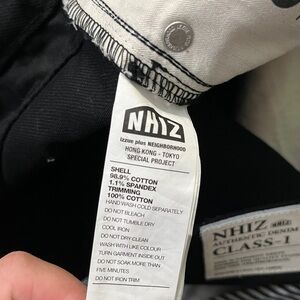 NHIZ
izzue plus NEIGHBORHOOD
HONG KONG - TOKYO
SPECIAL PROJECT
SHELL
98.9% COTTON
1.1% SPANDEX
TRIMMING
100% COTTON
HAND WASH COLD SEPARATELY
DO NOT BLEACH
DO NOT TUMBLE DRY
COOL IRON
DO NOT DRY CLEAN
WASH WITH LIKE COLOUR
TURN GARMENT INSIDE OUT
DO NOT SOAK MORE THAN
FIVE MINUTES
DO NOT IRON TRIM
NHIZ NHIZ
AUTHENTIC DENIM
CLASS-1